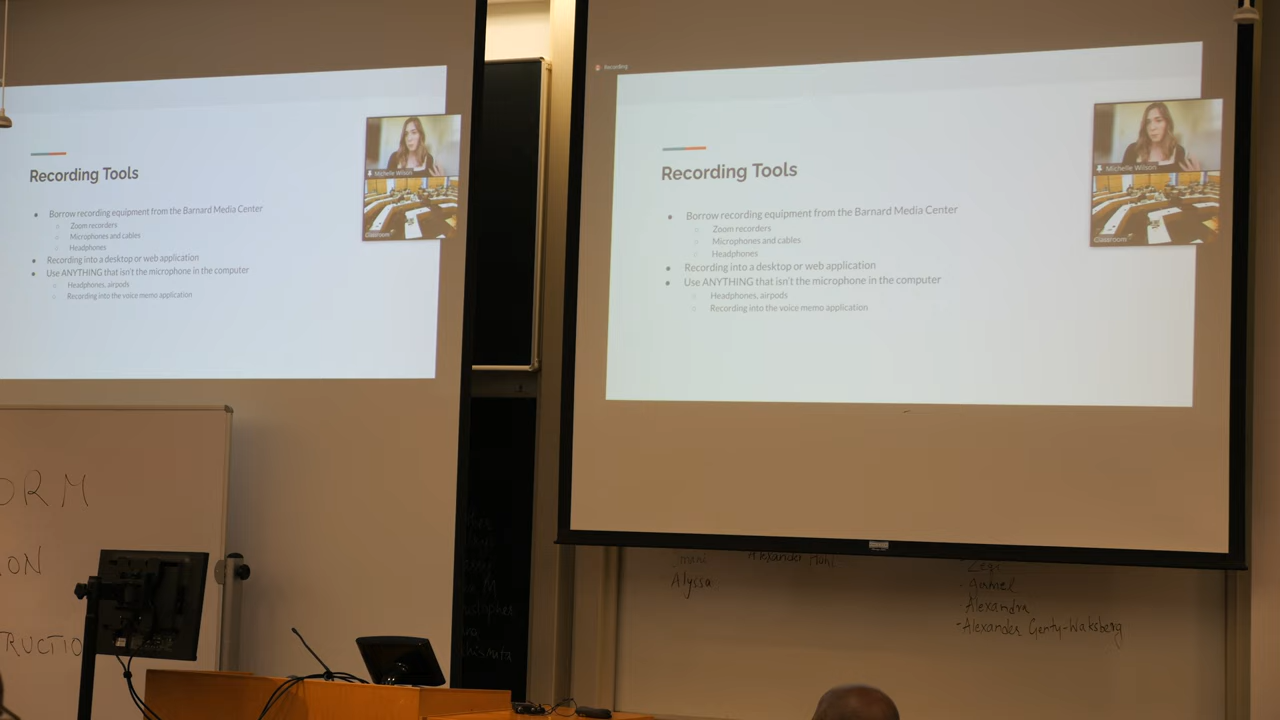 Recording Tools
Borrow recording equipment from the Barnard Media Center
Zoom recorders
Microphones and cables
Headphones
Recording into a desktop or web application
Use ANYTHING that isn't the microphone in the computer
Headphones, airpods
Recording into the voice memo application
Michelle Wilson
Classroom
ORM
ON
RUCTIO
Recording
Recording Tools
Borrow recording equipment from the Barnard Media Center
Zoom recorders
Microphones and cables
Headphones
Recording into a desktop or web application
Use ANYTHING that isn't the microphone in the computer
Headphones, airpods
Recording into the voice memo application
Michelle Wilson
Classroom
Alexander
Alyssa
Alexandra
- Alexander Genty-Waksberg